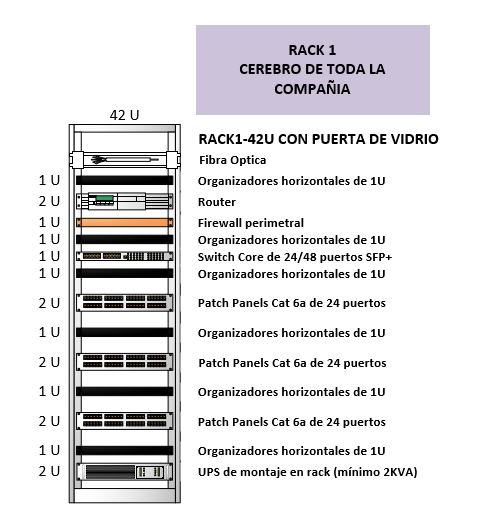 RACK 1
CEREBRO DE TODA LA
COMPAÑIA
42 U
RACK1-42U CON PUERTA DE VIDRIO
Fibra Optica
1 U Organizadores horizontales de 1U
2 U Router
1 U Firewall perimetral
1 U Organizadores horizontales de 1U
1 U Switch Core de 24/48 puertos SFP+
1 U Organizadores horizontales de 1U
2 U Patch Panels Cat 6a de 24 puertos
1 U Organizadores horizontales de 1U
2 U Patch Panels Cat 6a de 24 puertos
1 U Organizadores horizontales de 1U
2 U Patch Panels Cat 6a de 24 puertos
1 U Organizadores horizontales de 1U
2 U UPS de montaje en rack (mínimo 2KVA)